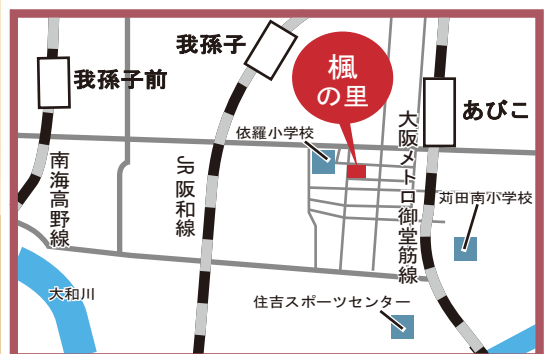 我孫子前
我孫子
楓
の里
あびこ
依羅小学校
南海高野線
JR阪和線
大阪メトロ御堂筋線
苅田南小学校
大和川
住吉スポーツセンター